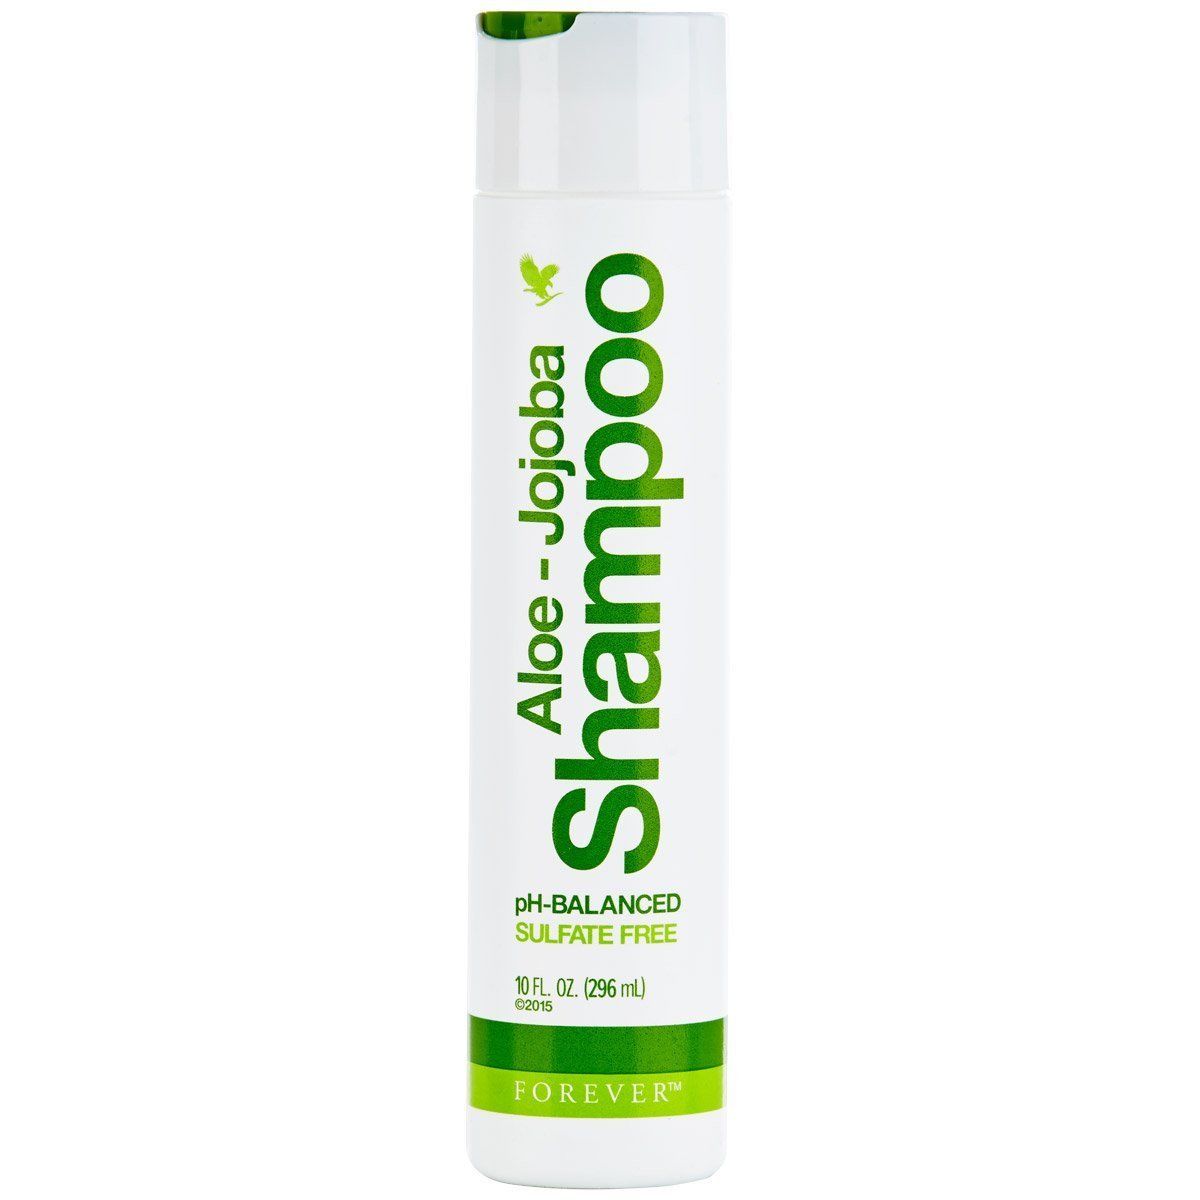 Aloe - Jojoba
Shampoo
pH-BALANCED
SULFATE FREE
10 FL. OZ. (296 mL)
©2015
FOREVER™